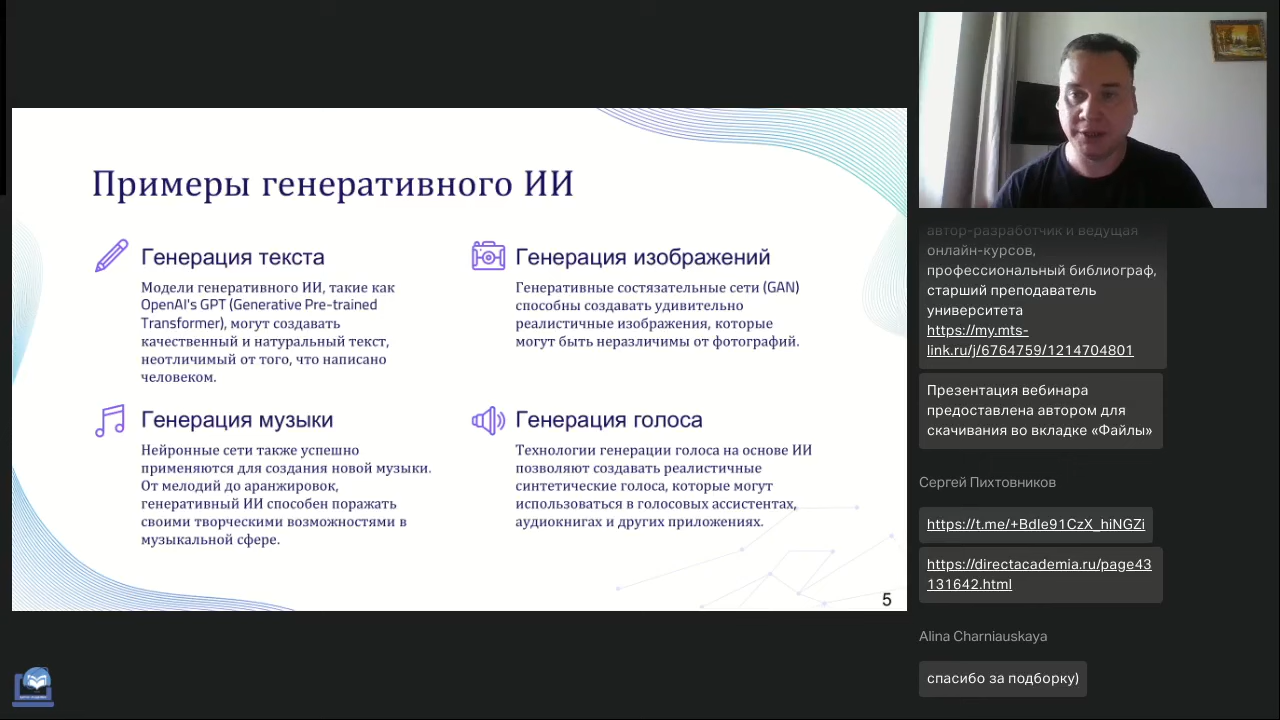 Примеры генеративного ИИ
Генерация текста
Модели генеративного ИИ, такие как
OpenAI's GPT (Generative Pre-trained
Transformer), могут создавать
качественный и натуральный текст,
неотличимый от того, что написано
человеком.
Генерация изображений
Генеративные состязательные сети (GAN)
способны создавать удивительно
реалистичные изображения, которые
могут быть неразличимы от фотографий.
Генерация музыки
Нейронные сети также успешно
применяются для создания новой музыки.
От мелодий до аранжировок,
генеративный ИИ способен поражать
своими творческими возможностями в
музыкальной сфере.
Генерация голоса
Технологии генерации голоса на основе ИИ
позволяют создавать реалистичные
синтетические голоса, которые могут
использоваться в голосовых ассистентах,
аудиокнигах и других приложениях.
5
автор-разработчик и ведущая
онлайн-курсов,
профессиональный библиограф,
старший преподаватель
университета
https://my.mts-
link.ru/j/6764759/1214704801
Презентация вебинара
предоставлена автором для
скачивания во вкладке «Файлы»
Сергей Пихтовников
https://t.me/+BdIe91CzX_hiNGZi
https://directacademia.ru/page43
131642.html
Alina Charniauskaya
спасибо за подборку)